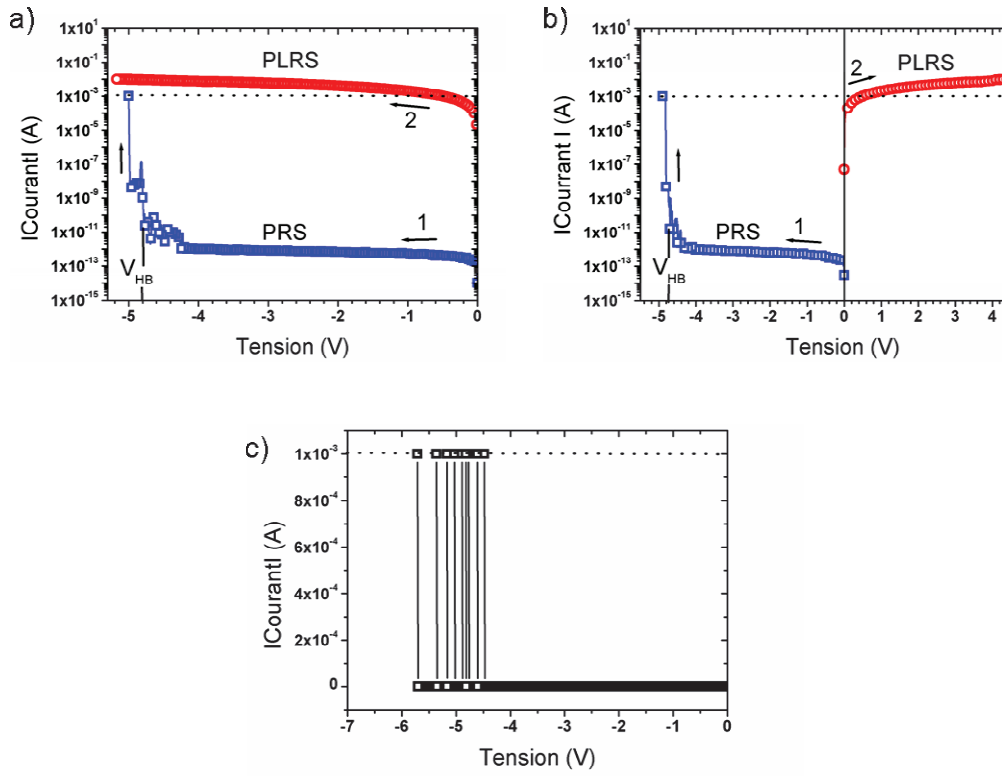 a)
1x10^1
1x10^-1
1x10^-3
1x10^-5
1x10^-7
1x10^-9
1x10^-11
1x10^-13
1x10^-15
ICourantI (A)
PLRS
2
PRS
1
V_HB
-5 -4 -3 -2 -1 0
Tension (V)
b)
1x10^1
1x10^-1
1x10^-3
1x10^-5
1x10^-7
1x10^-9
1x10^-11
1x10^-13
1x10^-15
ICourrant I (A)
2
PLRS
PRS
1
V_HB
-5 -4 -3 -2 -1 0 1 2 3 4
Tension (V)
c)
1x10^-3
8x10^-4
6x10^-4
4x10^-4
2x10^-4
0
ICourantI (A)
-7 -6 -5 -4 -3 -2 -1 0
Tension (V)